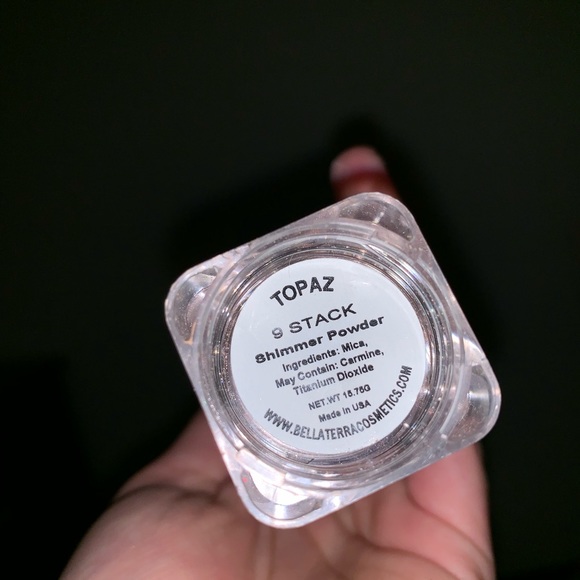 TOPAZ
9 STACK
Shimmer Powder
Ingredients: Mica,
May Contain: Carmine,
Titanium Dioxide
NET.WT 15.75G
Made in USA
WWW.BELLATERRACOSMETICS.COM